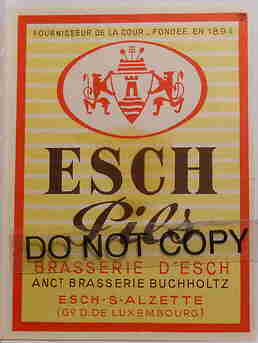 FOURNISSEUR DE LA COUR - FONDÉE EN 1894
ESCH
Pils
DO NOT COPY
BRASSERIE D'ESCH
ANCT BRASSERIE BUCHHOLTZ
ESCH-S-ALZETTE
(GD D. DE LUXEMBOURG)